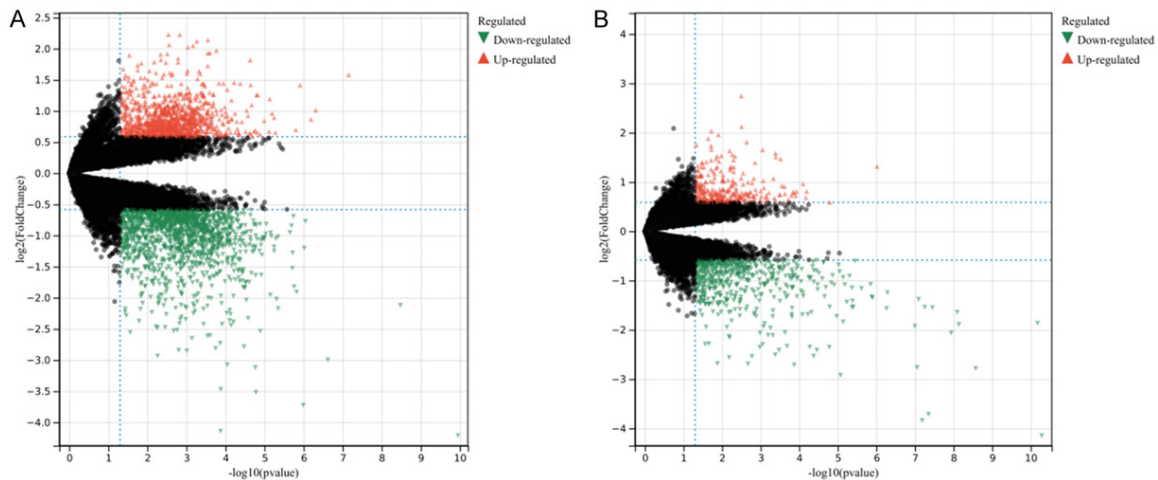 A
Regulated
Down-regulated
Up-regulated
2.5
2.0
1.5
1.0
0.5
0.0
−0.5
−1.0
−1.5
−2.0
−2.5
−3.0
−3.5
−4.0
log2(FoldChange)
0 1 2 3 4 5 6 7 8 9 10
-log10(pvalue)
B
Regulated
Down-regulated
Up-regulated
4
3
2
1
0
−1
−2
−3
−4
log2(FoldChange)
0 1 2 3 4 5 6 7 8 9 10
-log10(pvalue)